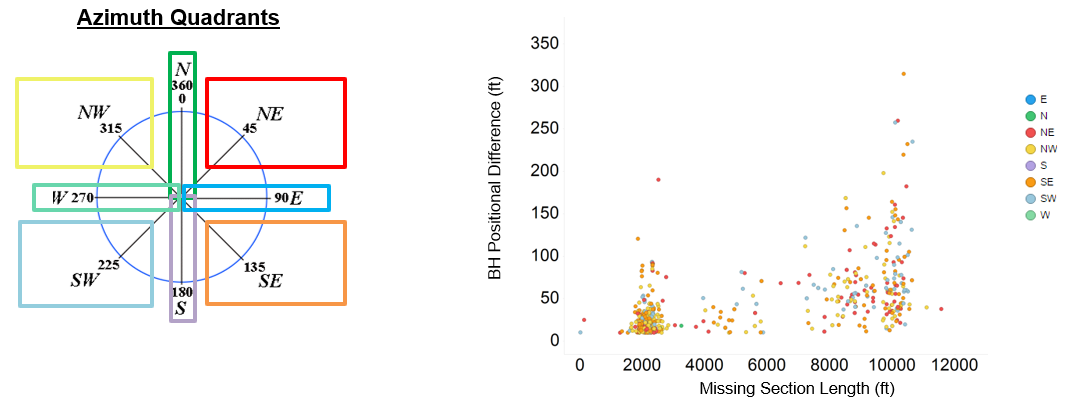 Azimuth Quadrants
N
360
0
NW
315
NE
45
W 270
90 E
225
SW
135
SE
180
S
BH Positional Difference (ft)
350
300
250
200
150
100
50
0
0 2000 4000 6000 8000 10000 12000
Missing Section Length (ft)
E
N
NE
NW
S
SE
SW
W